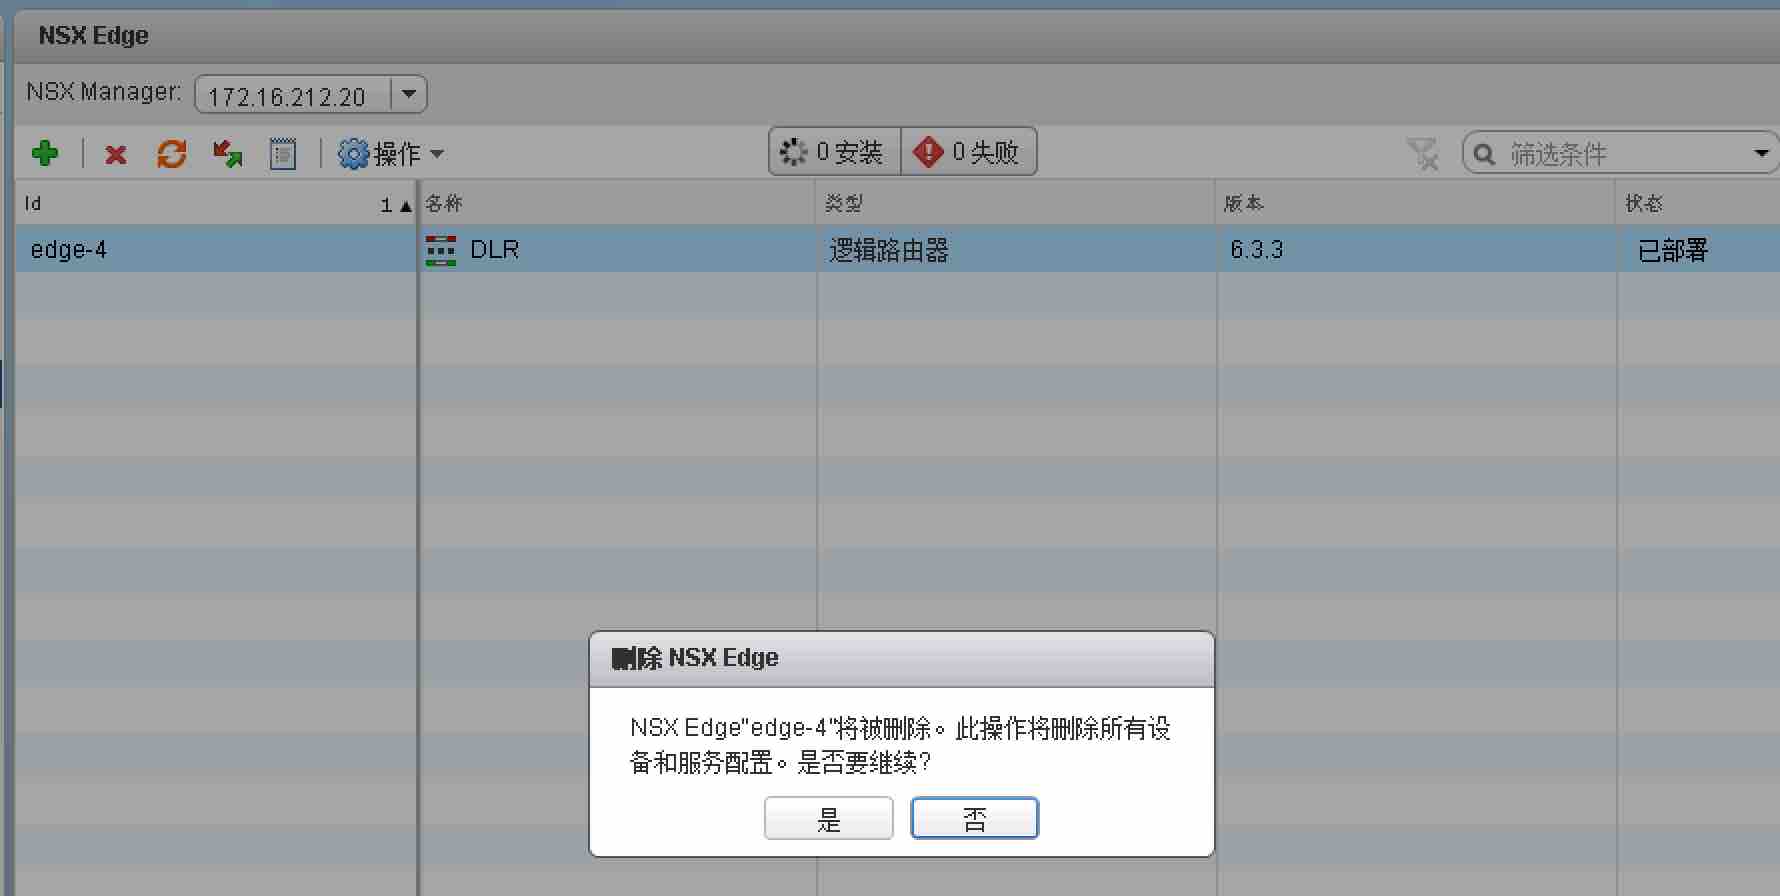 NSX Edge
NSX Manager: 172.16.212.20
操作 0 安装 0 失败 筛选条件
Id 1 ▲ 名称 类型 版本 状态
edge-4 DLR 逻辑路由器 6.3.3 已部署
删除 NSX Edge
NSX Edge"edge-4"将被删除。此操作将删除所有设
备和服务配置。是否要继续?
是 否